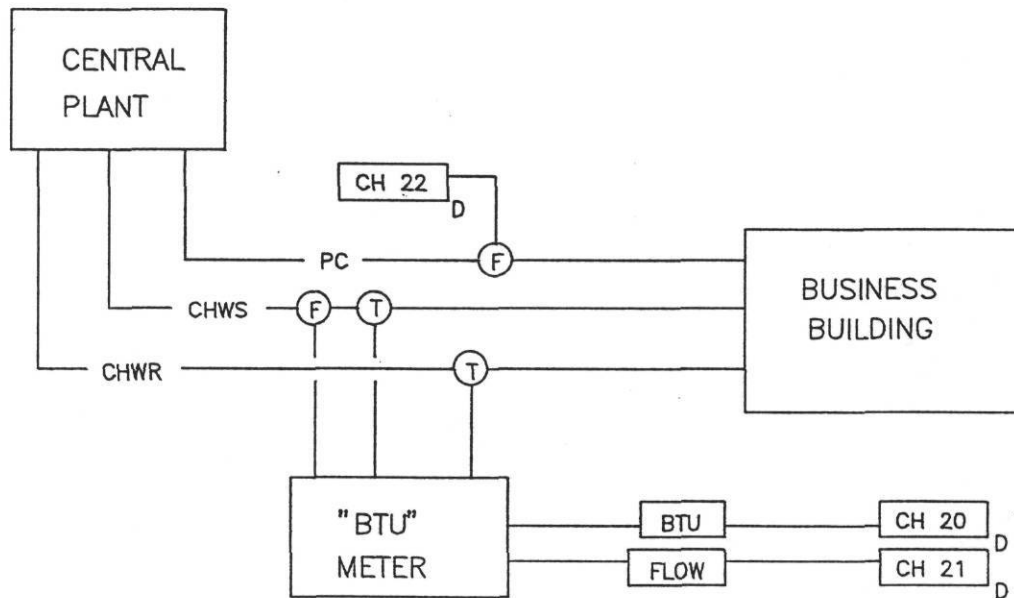 CENTRAL
PLANT
CH 22
D
PC
F
CHWS
F
T
BUSINESS
BUILDING
CHWR
T
"BTU"
METER
BTU
CH 20
D
FLOW
CH 21
D